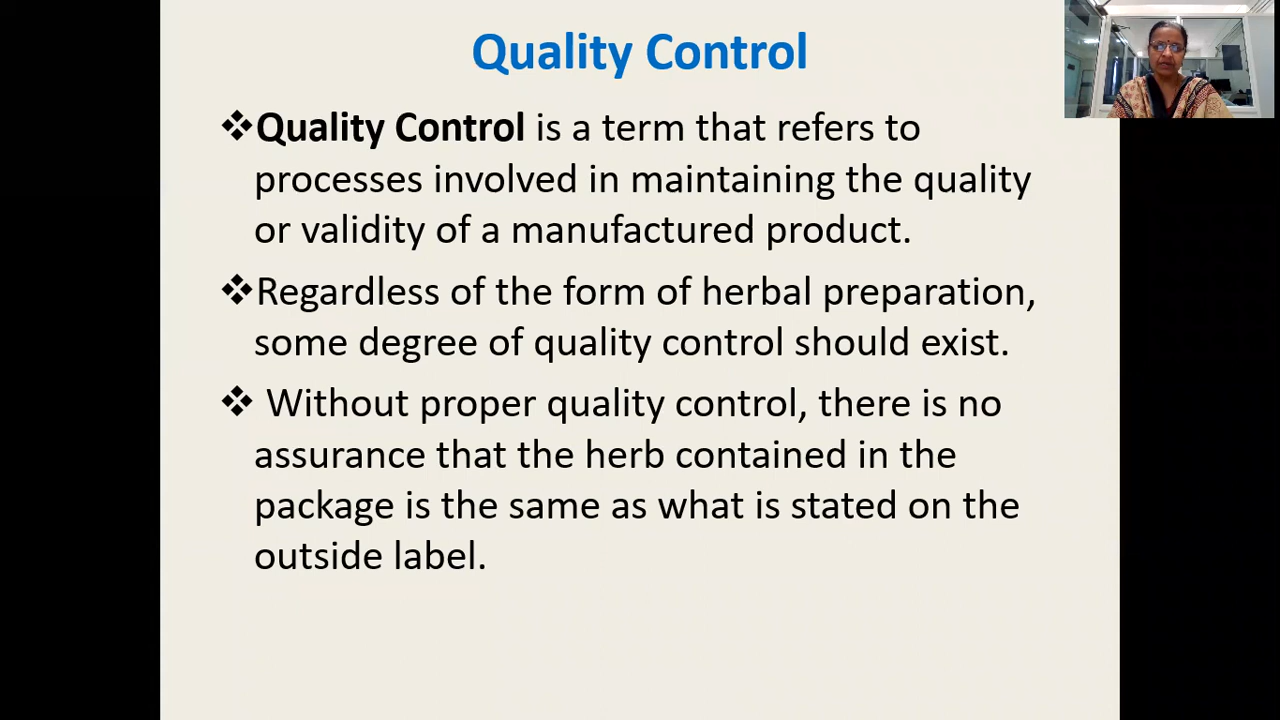 Quality Control
❖Quality Control is a term that refers to
processes involved in maintaining the quality
or validity of a manufactured product.
❖Regardless of the form of herbal preparation,
some degree of quality control should exist.
❖ Without proper quality control, there is no
assurance that the herb contained in the
package is the same as what is stated on the
outside label.